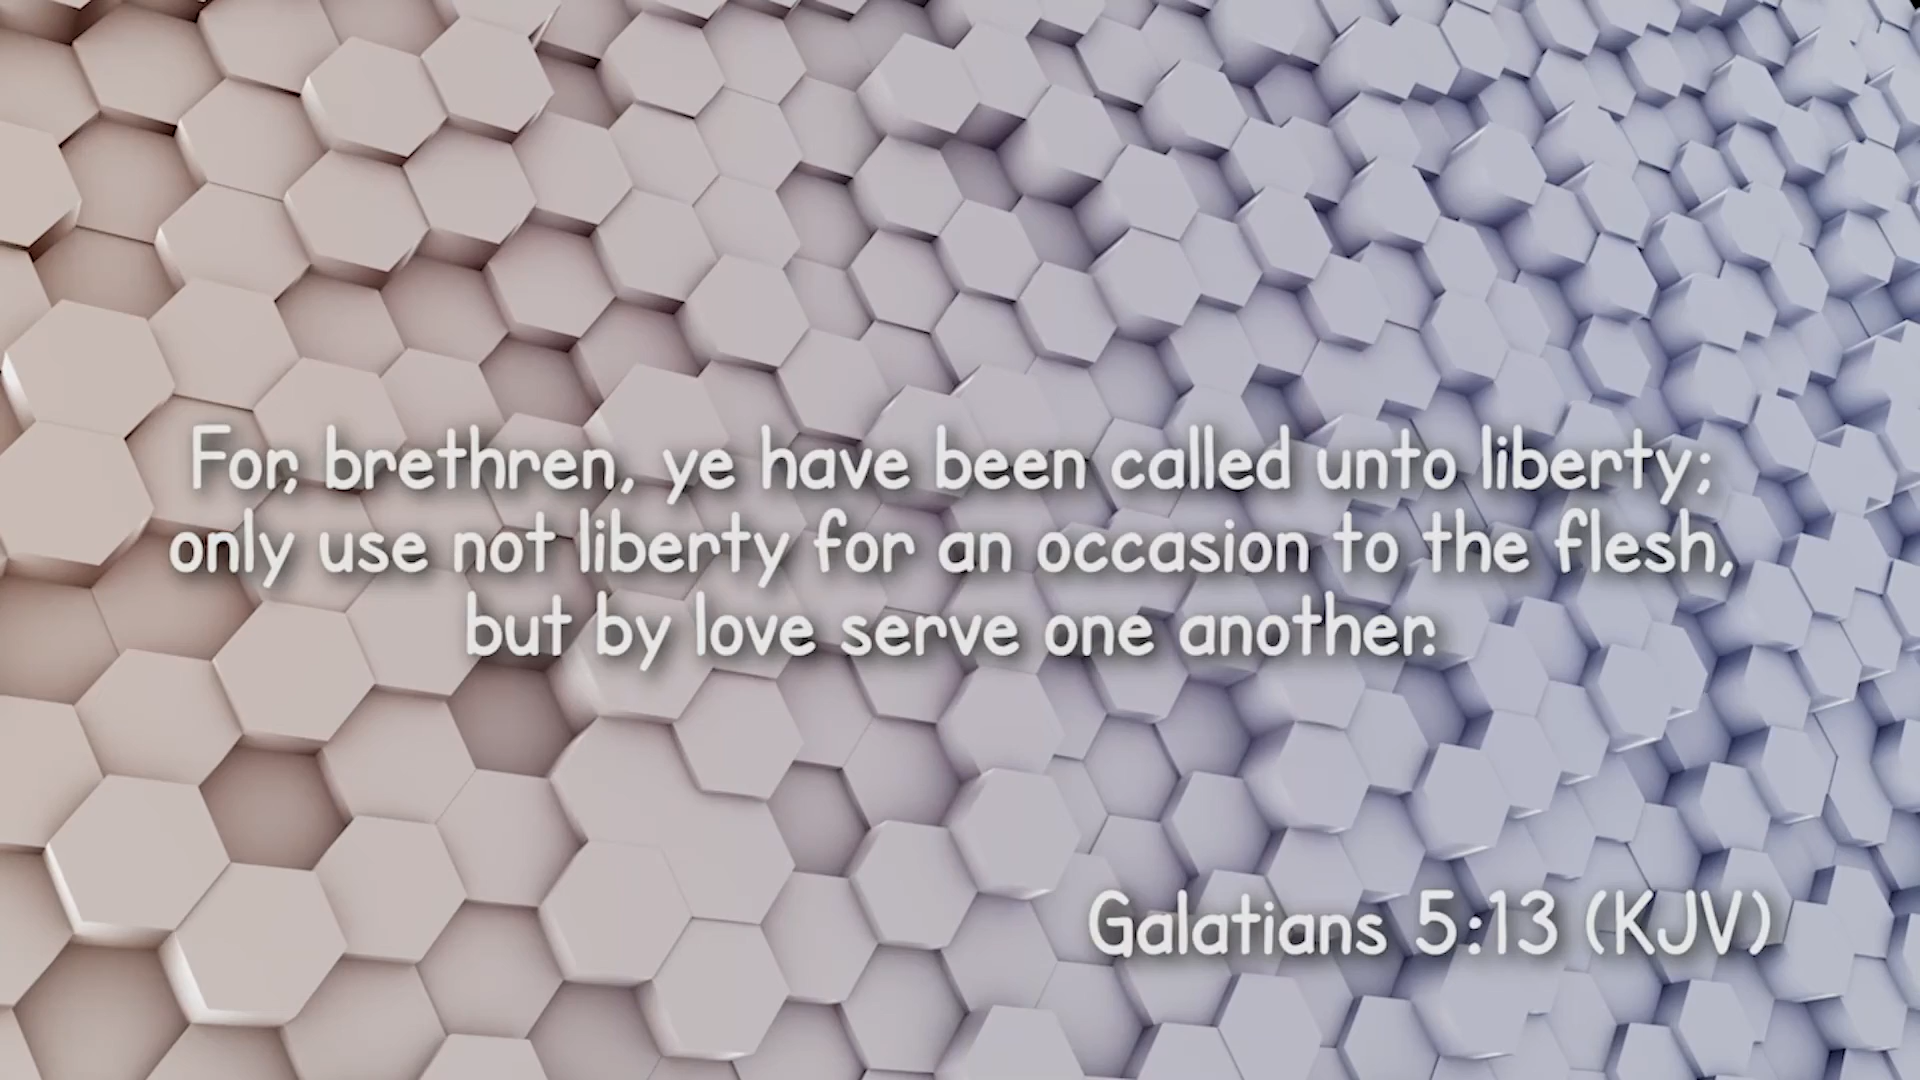 For, brethren, ye have been called unto liberty;
only use not liberty for an occasion to the flesh,
but by love serve one another.
Galatians 5:13 (KJV)